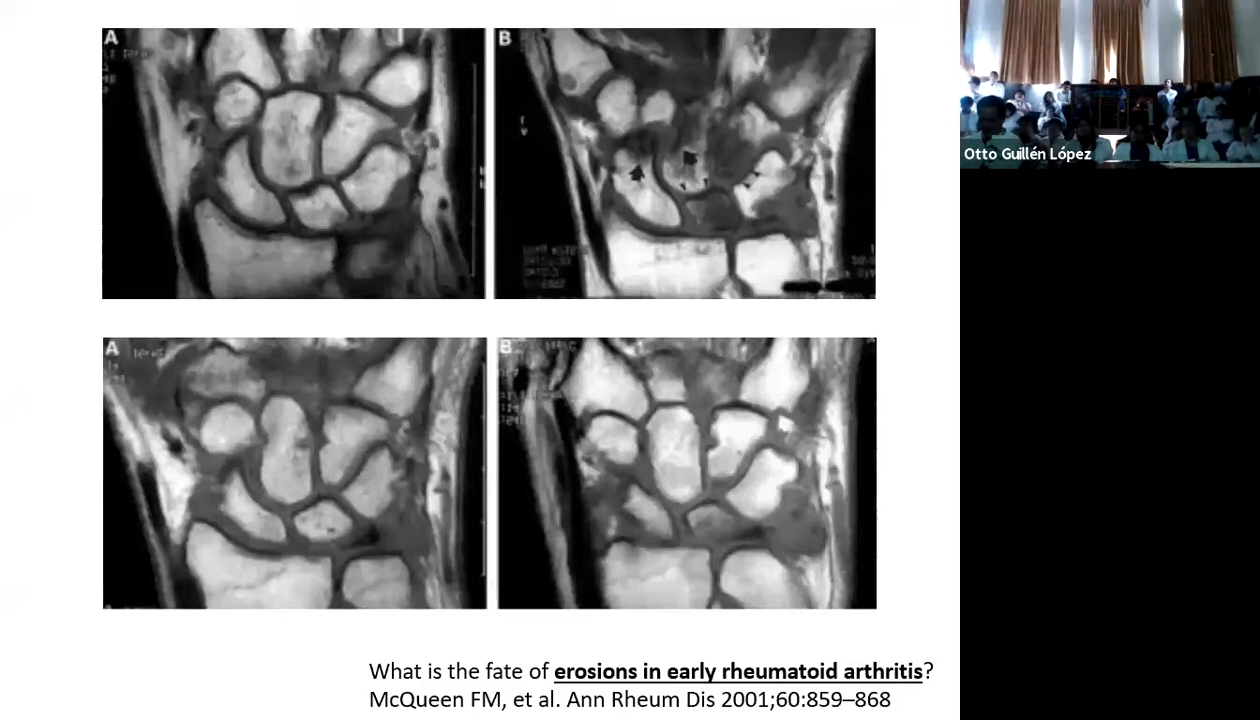 A
B
Otto Guillén López
A
B
What is the fate of erosions in early rheumatoid arthritis?
McQueen FM, et al. Ann Rheum Dis 2001;60:859–868